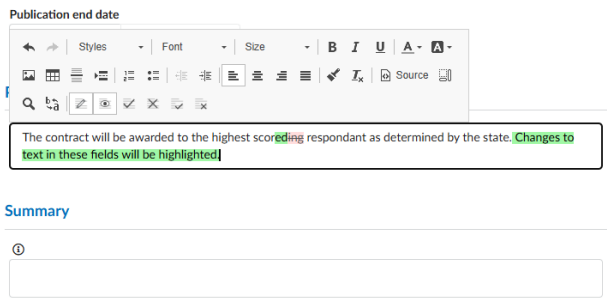 Publication end date
Styles Font Size B I U A A
Source
The contract will be awarded to the highest scoreding respondant as determined by the state. Changes to
text in these fields will be highlighted.
Summary